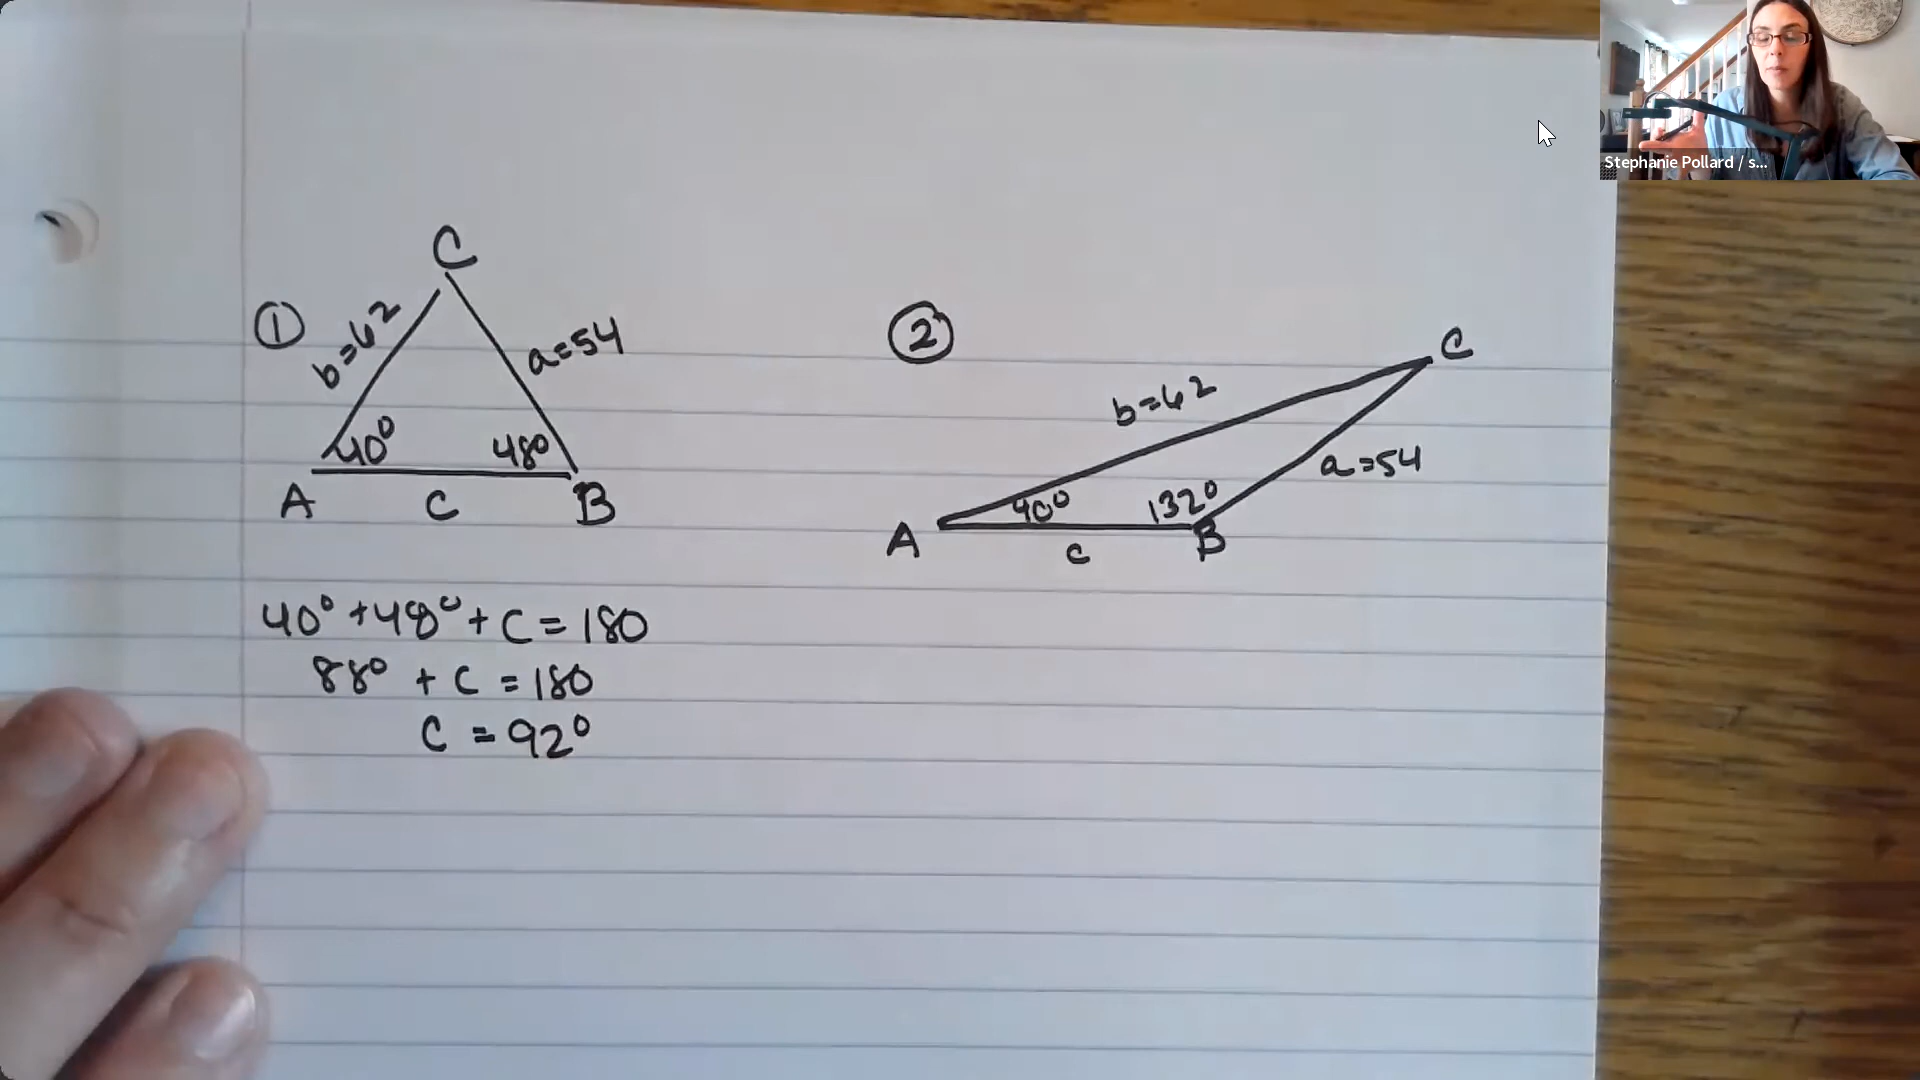 Stephanie Pollard / s...
C
①
b=62
a=54
40°
48°
A
c
B
②
C
b=62
a=54
40°
132°
A
c
B
40° + 48° + C = 180
88° + C = 180
C = 92°